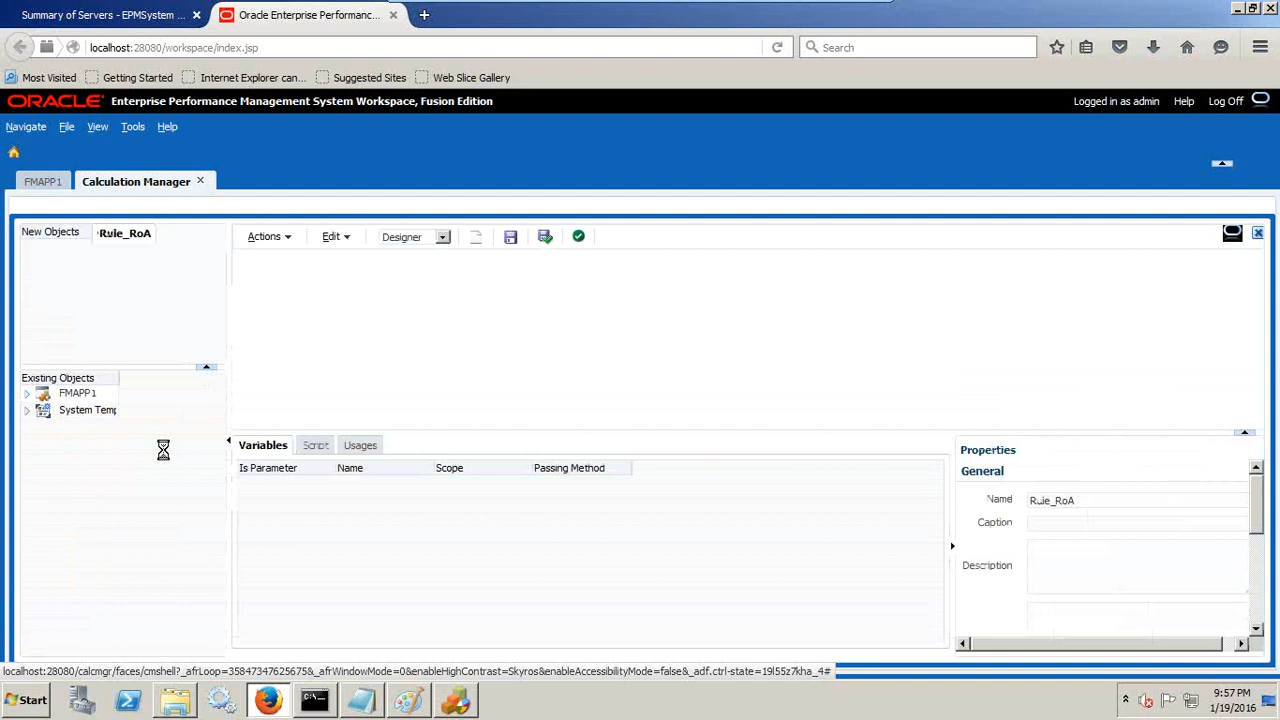 Summary of Servers - EPMSystem ...
Oracle Enterprise Performanc...
localhost:28080/workspace/index.jsp
Search
Most Visited
Getting Started
Internet Explorer can...
Suggested Sites
Web Slice Gallery
ORACLE Enterprise Performance Management System Workspace, Fusion Edition
Logged in as admin
Help
Log Off
Navigate File View Tools Help
FMAPP1
Calculation Manager
New Objects
Rule_RoA
Actions
Edit
Designer
Existing Objects
FMAPP1
System Temp
Variables
Script
Usages
Is Parameter
Name
Scope
Passing Method
Properties
General
Name
Rule_RoA
Caption
Description
localhost:28080/calcmgr/faces/cmshell?_afrLoop=35847347625675&_afrWindowMode=0&enableHighContrast=Skyros&enableAccessibilityMode=false&_adf.ctrl-state=19l55z7kha_4#
Start
9:57 PM
1/19/2016